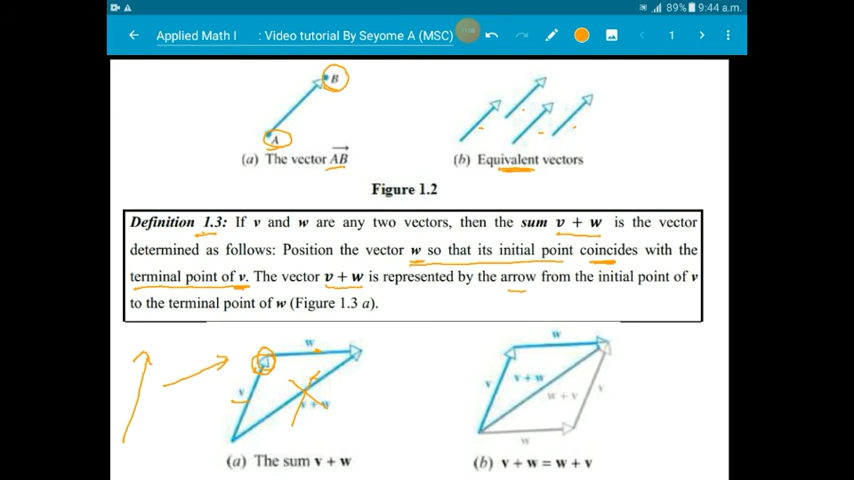 89% 9:44 a.m.
Applied Math I : Video tutorial By Seyome A (MSC) 1
B
A
(a) The vector AB
(b) Equivalent vectors
Figure 1.2
Definition 1.3: If v and w are any two vectors, then the sum v + w is the vector
determined as follows: Position the vector w so that its initial point coincides with the
terminal point of v. The vector v + w is represented by the arrow from the initial point of v
to the terminal point of w (Figure 1.3 a).
w
v
v + w
(a) The sum v + w
w
v
v + w
w + v
v
w
(b) v + w = w + v